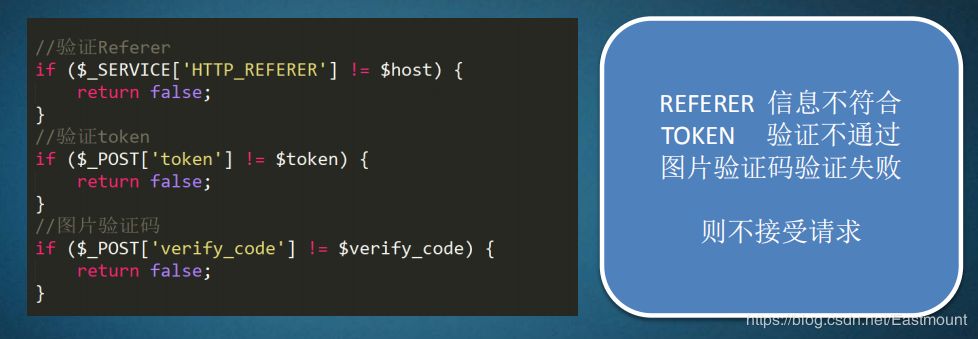 //验证Referer
if ($_SERVICE['HTTP_REFERER'] != $host) {
    return false;
}
//验证token
if ($_POST['token'] != $token) {
    return false;
}
//图片验证码
if ($_POST['verify_code'] != $verify_code) {
    return false;
}
REFERER 信息不符合
TOKEN 验证不通过
图片验证码验证失败
则不接受请求
https://blog.csdn.net/Eastmount